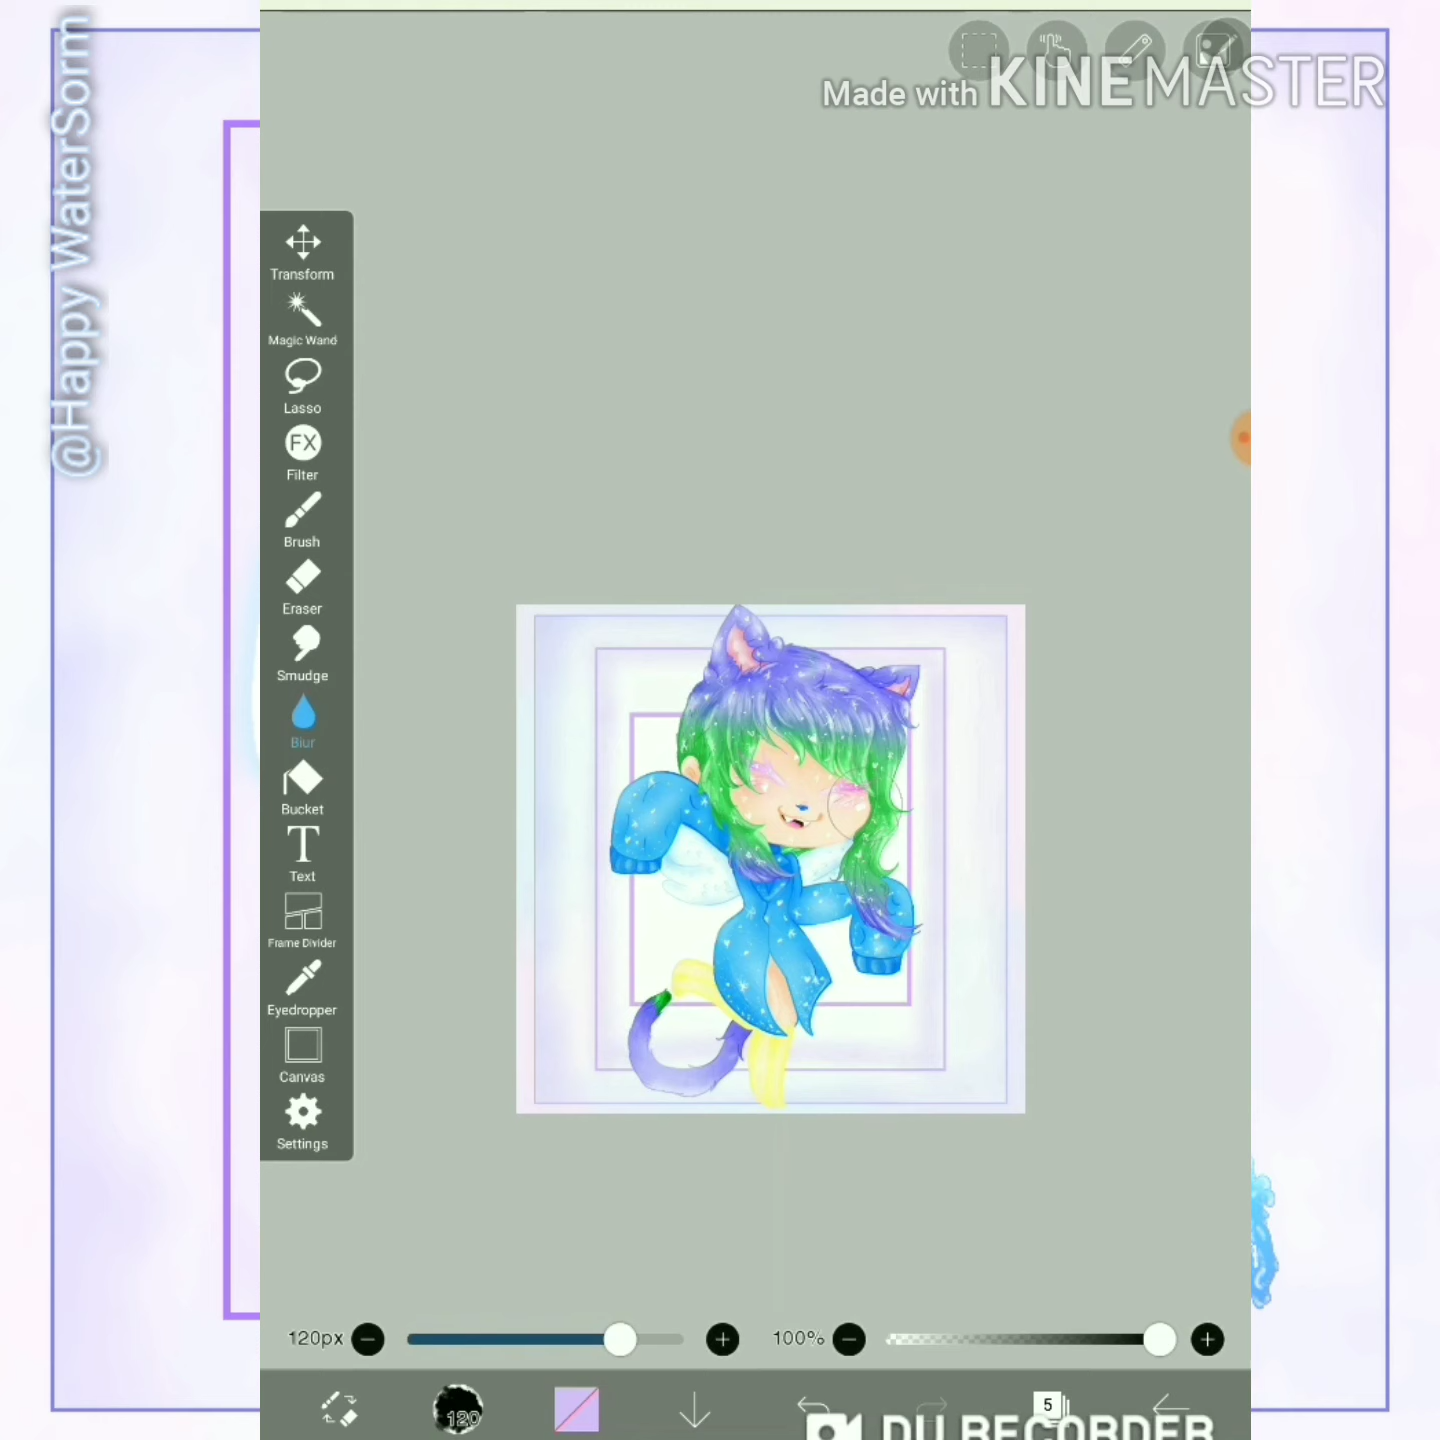 @Happy WaterSorm
Made with KINEMASTER
Transform
Magic Wand
Lasso
FX
Filter
Brush
Eraser
Smudge
Blur
Bucket
T
Text
Frame Divider
Eyedropper
Canvas
Settings
120px
100%
120
5
DU RECORDER